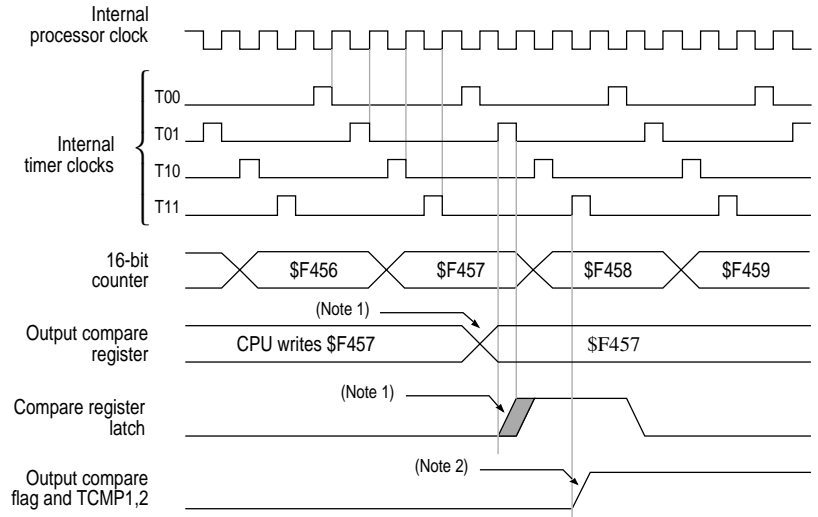 Internal
processor clock
T00
T01
Internal
timer clocks
T10
T11
16-bit
counter
$F456
$F457
$F458
$F459
(Note 1)
Output compare
register
CPU writes $F457
$F457
(Note 1)
Compare register
latch
(Note 2)
Output compare
flag and TCMP1,2